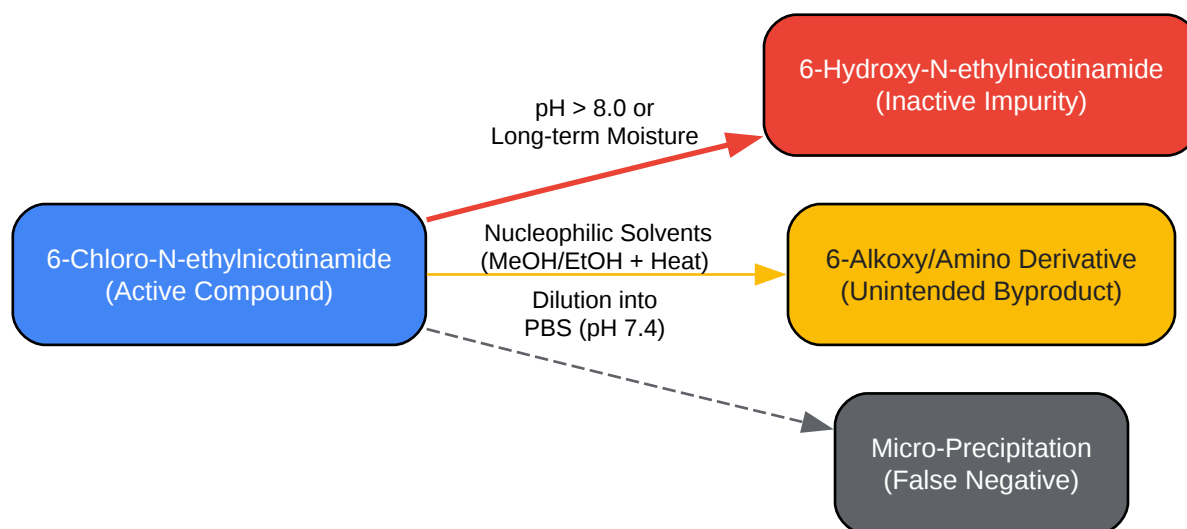 6-Hydroxy-N-ethylnicotinamide
(Inactive Impurity)
pH > 8.0 or
Long-term Moisture
6-Chloro-N-ethylnicotinamide
(Active Compound)
Nucleophilic Solvents
(MeOH/EtOH + Heat)
6-Alkoxy/Amino Derivative
(Unintended Byproduct)
Dilution into
PBS (pH 7.4)
Micro-Precipitation
(False Negative)